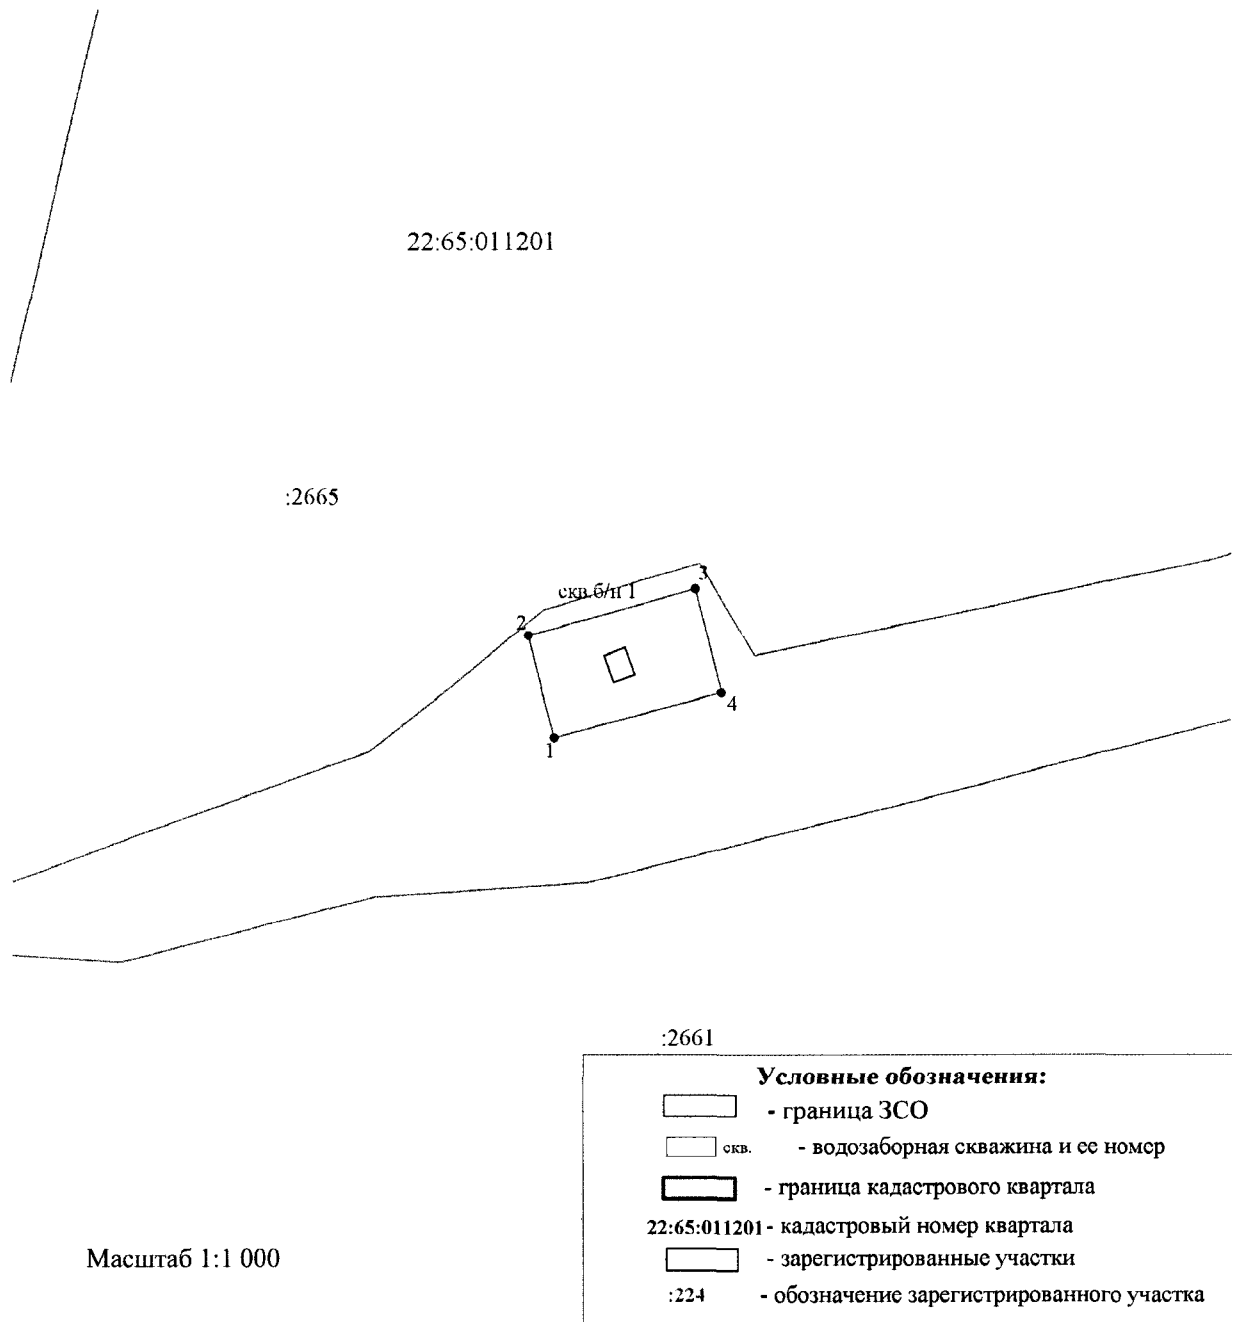 22:65:011201
:2665
скв.б/н 1
3
2
4
1
:2661
Условные обозначения:
- граница ЗСО
скв. - водозаборная скважина и ее номер
- граница кадастрового квартала
22:65:011201 - кадастровый номер квартала
Масштаб 1:1 000
- зарегистрированные участки
:224 - обозначение зарегистрированного участка